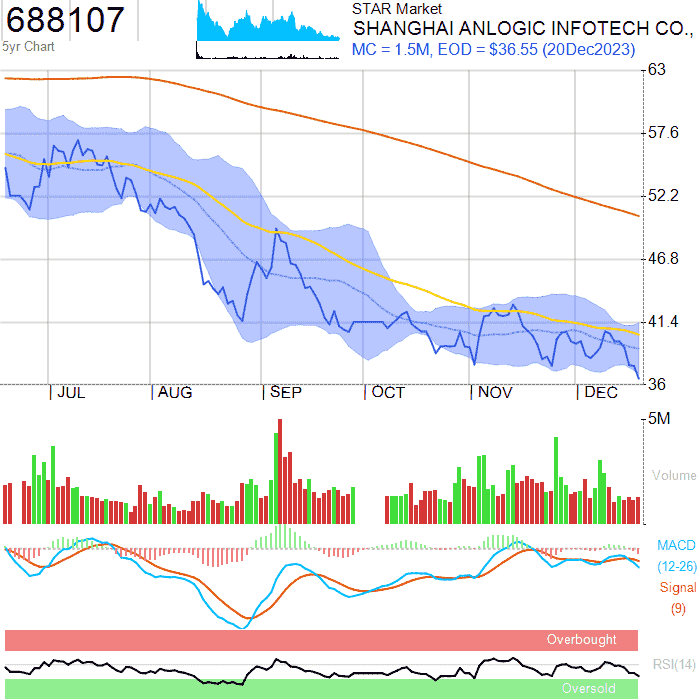 688107
5yr Chart
STAR Market
SHANGHAI ANLOGIC INFOTECH CO.,
MC = 1.5M, EOD = $36.55 (20Dec2023)
63
57.6
52.2
46.8
41.4
36
JUL AUG SEP OCT NOV DEC
5M
Volume
MACD
(12-26)
Signal
(9)
Overbought
RSI(14)
Oversold